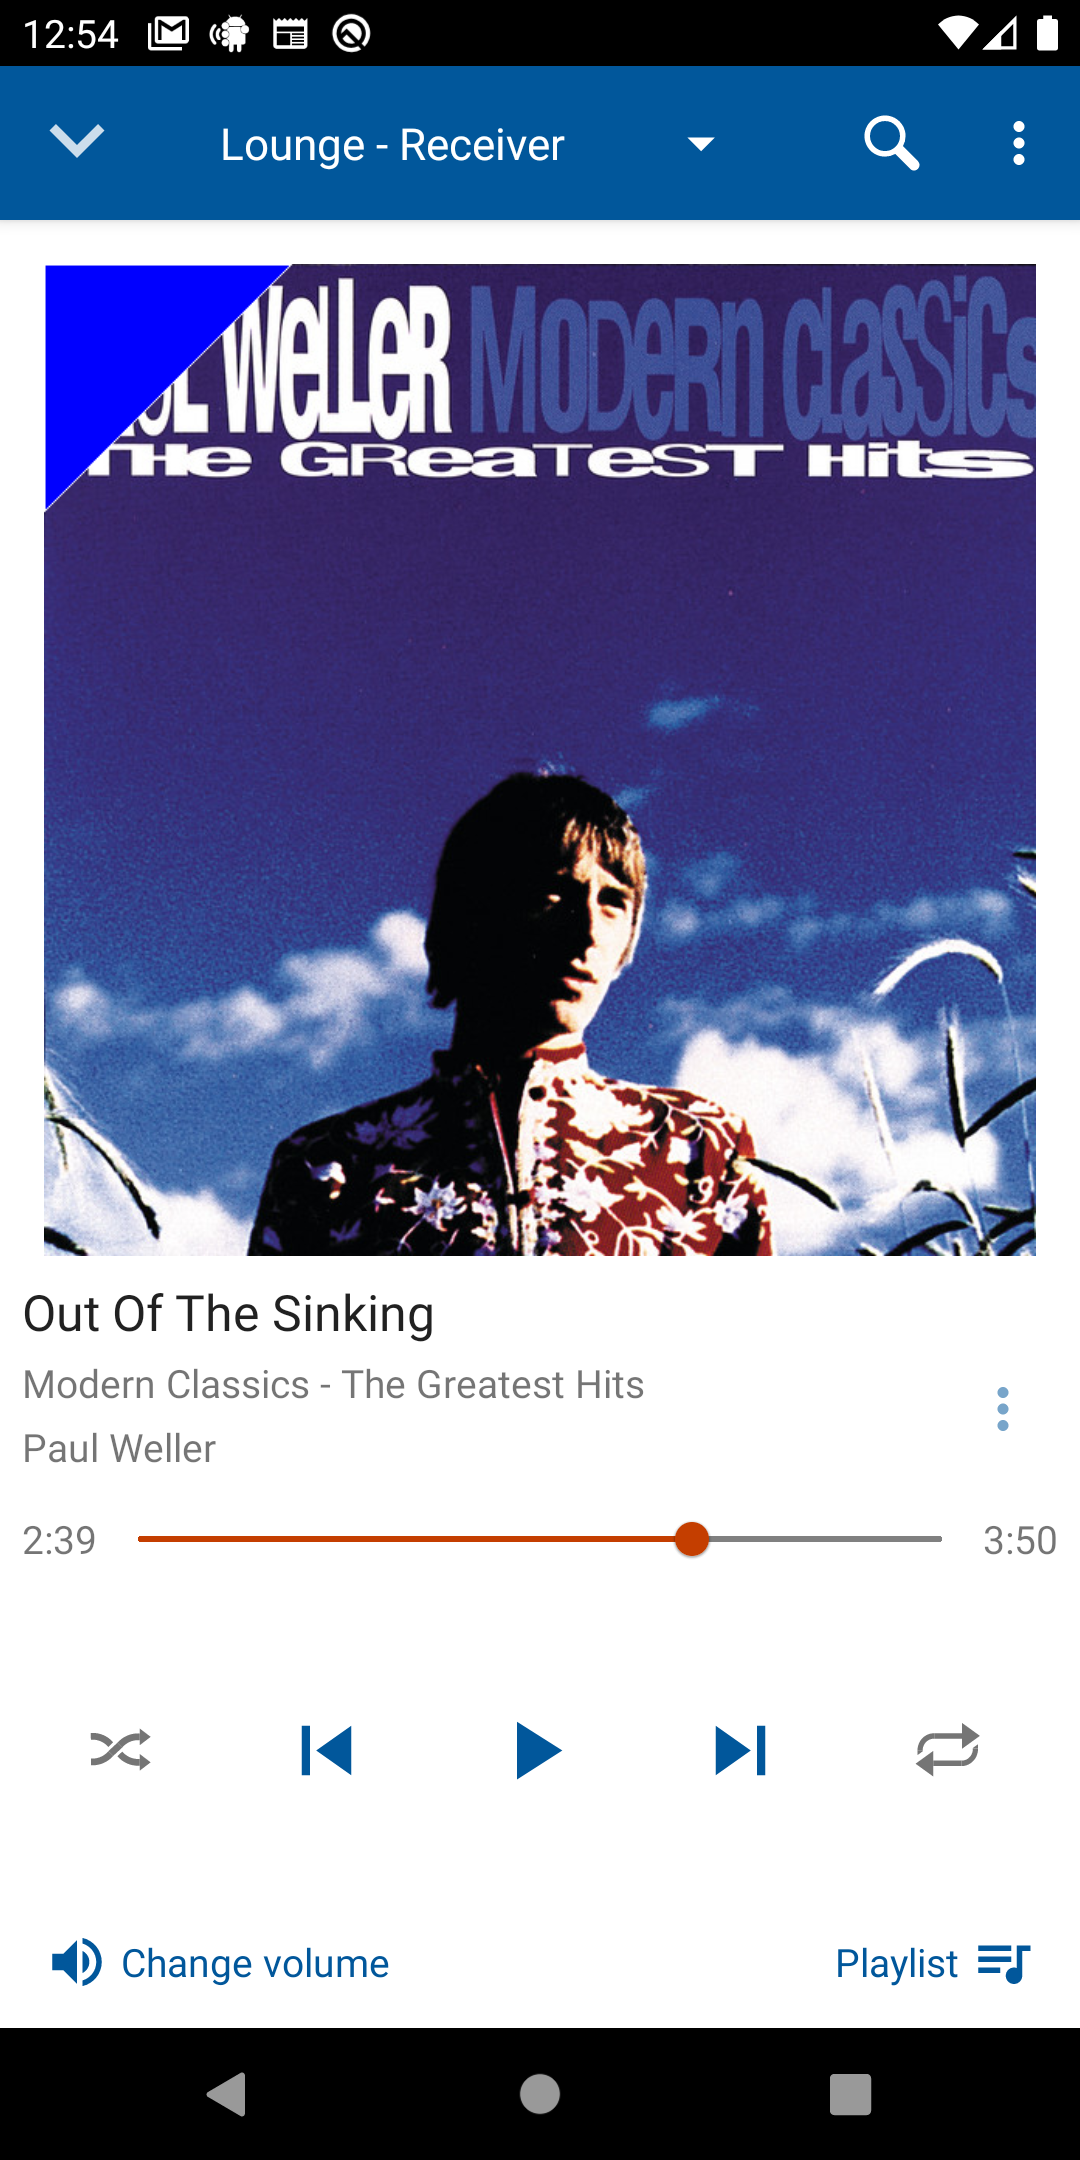 12:54
Lounge - Receiver
WELLER Modern Classics
The Greatest Hits
Out Of The Sinking
Modern Classics - The Greatest Hits
Paul Weller
2:39
3:50
Change volume
Playlist